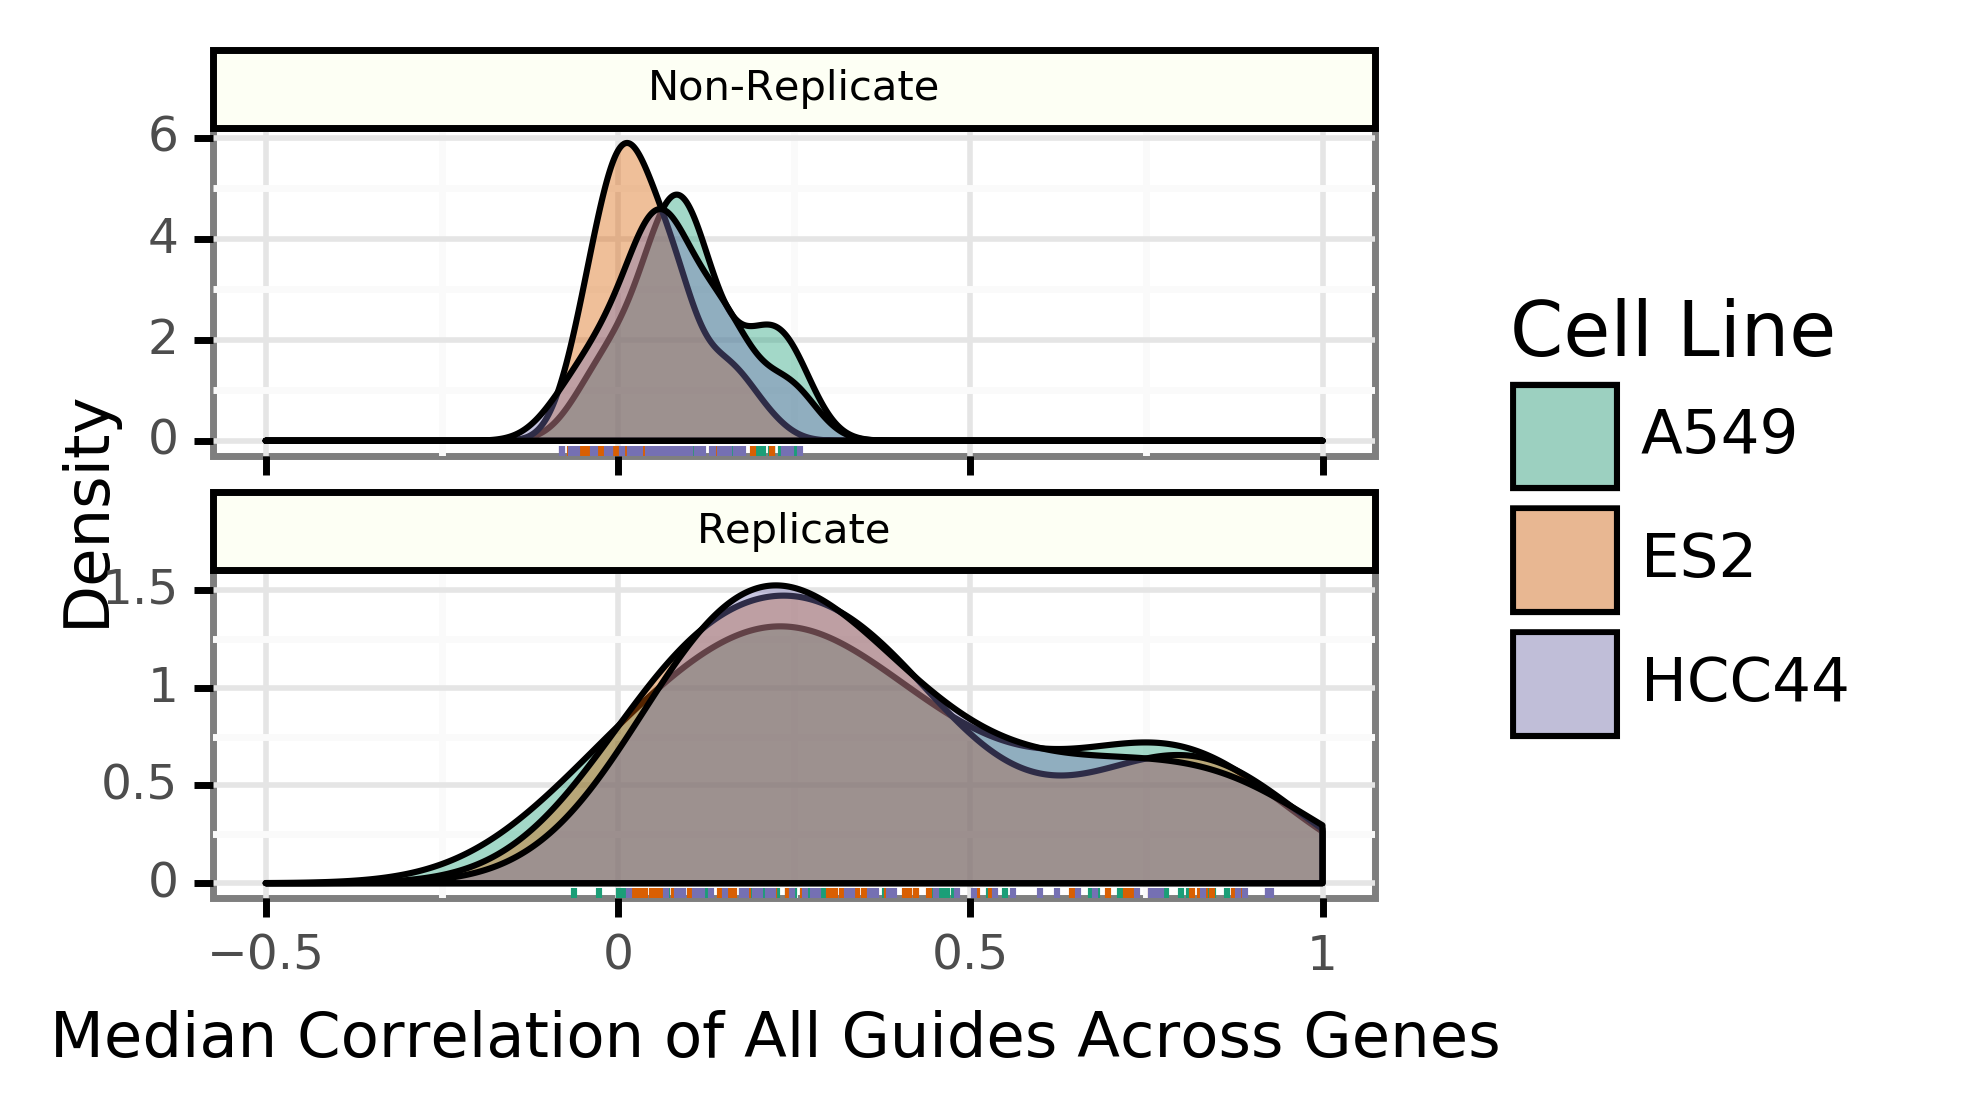 Non-Replicate
6
4
2
0
Density
Replicate
1.5
1
0.5
0
−0.5 0 0.5 1
Median Correlation of All Guides Across Genes
Cell Line
A549
ES2
HCC44